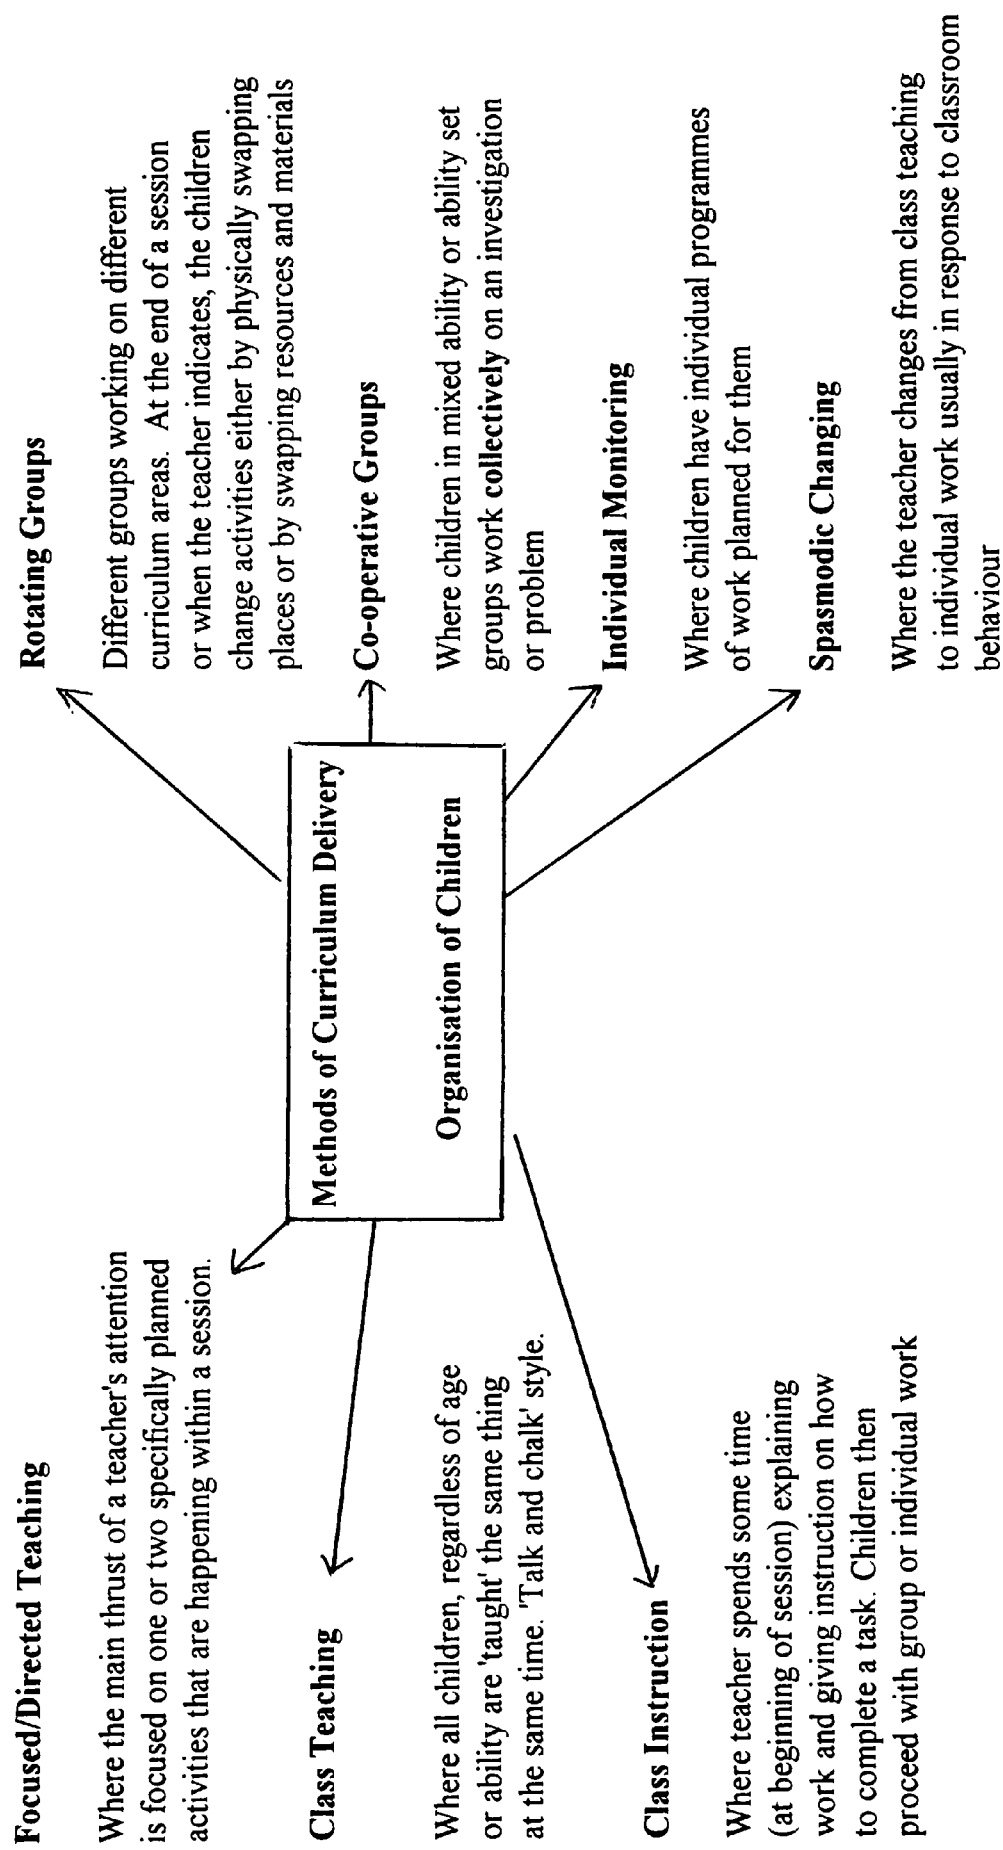 Focused/Directed Teaching
Where the main thrust of a teacher's attention
is focused on one or two specifically planned
activities that are happening within a session.
Class Teaching
Where all children, regardless of age
or ability are 'taught' the same thing
at the same time. 'Talk and chalk' style.
Class Instruction
Where teacher spends some time
(at beginning of session) explaining
work and giving instruction on how
to complete a task. Children then
proceed with group or individual work
Methods of Curriculum Delivery
Organisation of Children
Rotating Groups
Different groups working on different
curriculum areas. At the end of a session
or when the teacher indicates, the children
change activities either by physically swapping
places or by swapping resources and materials
Co-operative Groups
Where children in mixed ability or ability set
groups work collectively on an investigation
or problem
Individual Monitoring
Where children have individual programmes
of work planned for them
Spasmodic Changing
Where the teacher changes from class teaching
to individual work usually in response to classroom
behaviour